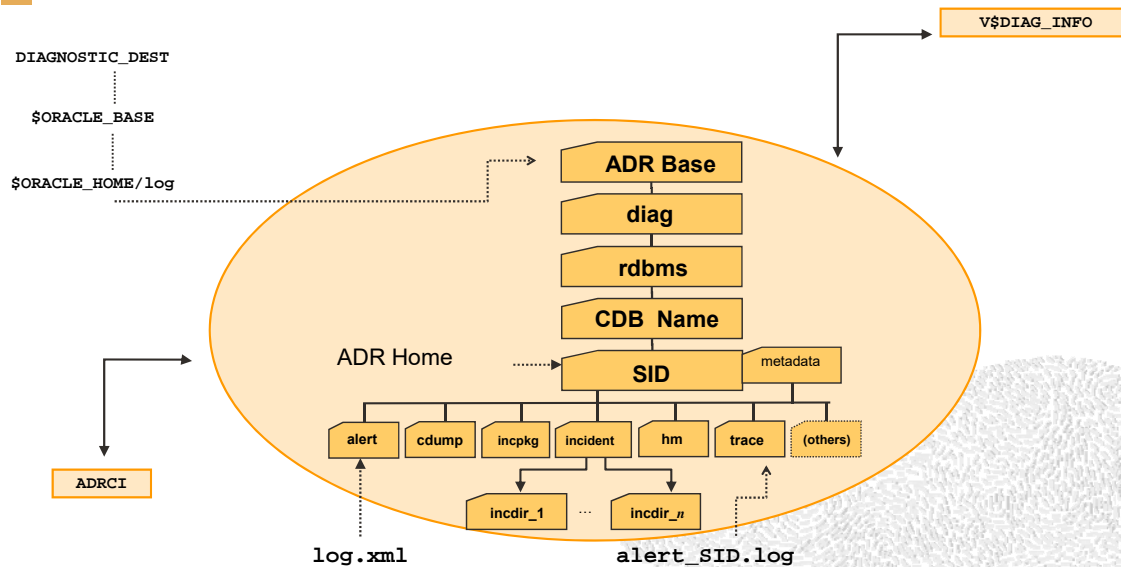 V$DIAG_INFO
DIAGNOSTIC_DEST
$ORACLE_BASE
$ORACLE_HOME/log
ADR Base
diag
rdbms
CDB Name
ADR Home
SID
metadata
alert
cdump
incpkg
incident
hm
trace
(others)
ADRCI
incdir_1
...
incdir_n
log.xml
alert_SID.log